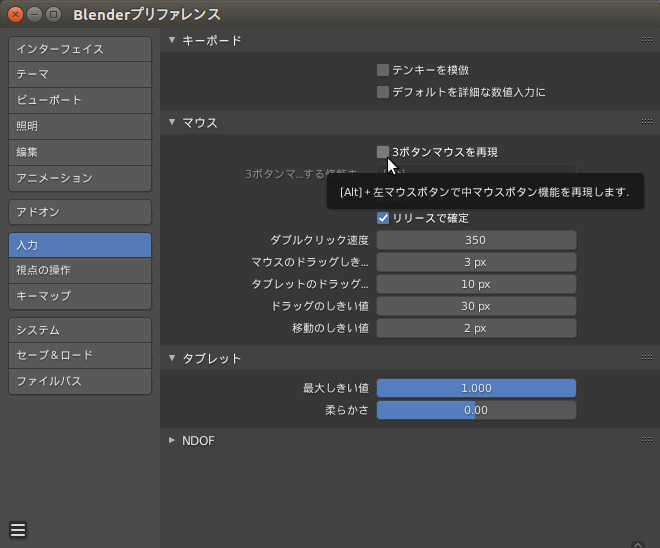 Blenderプリファレンス
インターフェイス
テーマ
ビューポート
照明
編集
アニメーション
アドオン
入力
視点の操作
キーマップ
システム
セーブ＆ロード
ファイルパス
キーボード
テンキーを模倣
デフォルトを詳細な数値入力に
マウス
3ボタンマウスを再現
3ボタンマ...する修飾キ...
[Alt]+左マウスボタンで中マウスボタン機能を再現します.
リリースで確定
ダブルクリック速度 350
マウスのドラッグしき... 3 px
タブレットのドラッグ... 10 px
ドラッグのしきい値 30 px
移動のしきい値 2 px
タブレット
最大しきい値 1.000
柔らかさ 0.00
NDOF